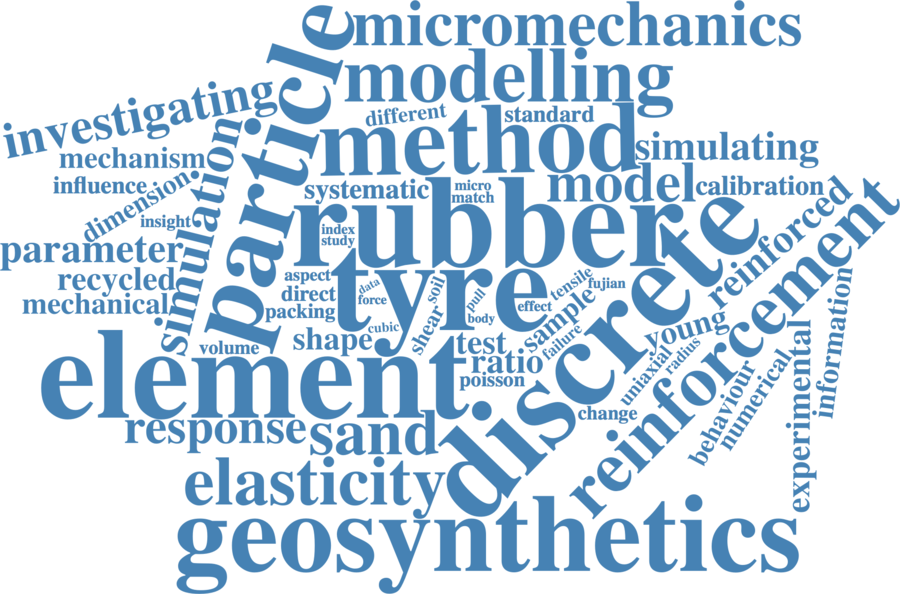 micromechanics
modelling
particle
investigating
different
standard
method
simulating
mechanism
simulation
influence
dimension
systematic
micro
match
model
calibration
insight
rubber
index
study
parameter
recycled
mechanical
aspect
direct
packing
data
force
tyre
soil
pull
body
effect
tensile
fujian
discrete
reinforced
reinforcement
information
shape
cubic
shear
volume
test
sample
failure
young
ratio
poisson
uniaxial
radius
element
change
behaviour
numerical
experimental
response
sand
elasticity
geosynthetics